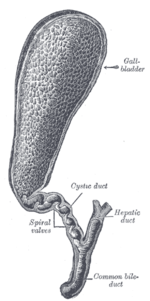 Gall-
bladder
Cystic duct
Hepatic
duct
Spiral
valves
Common bile-
duct